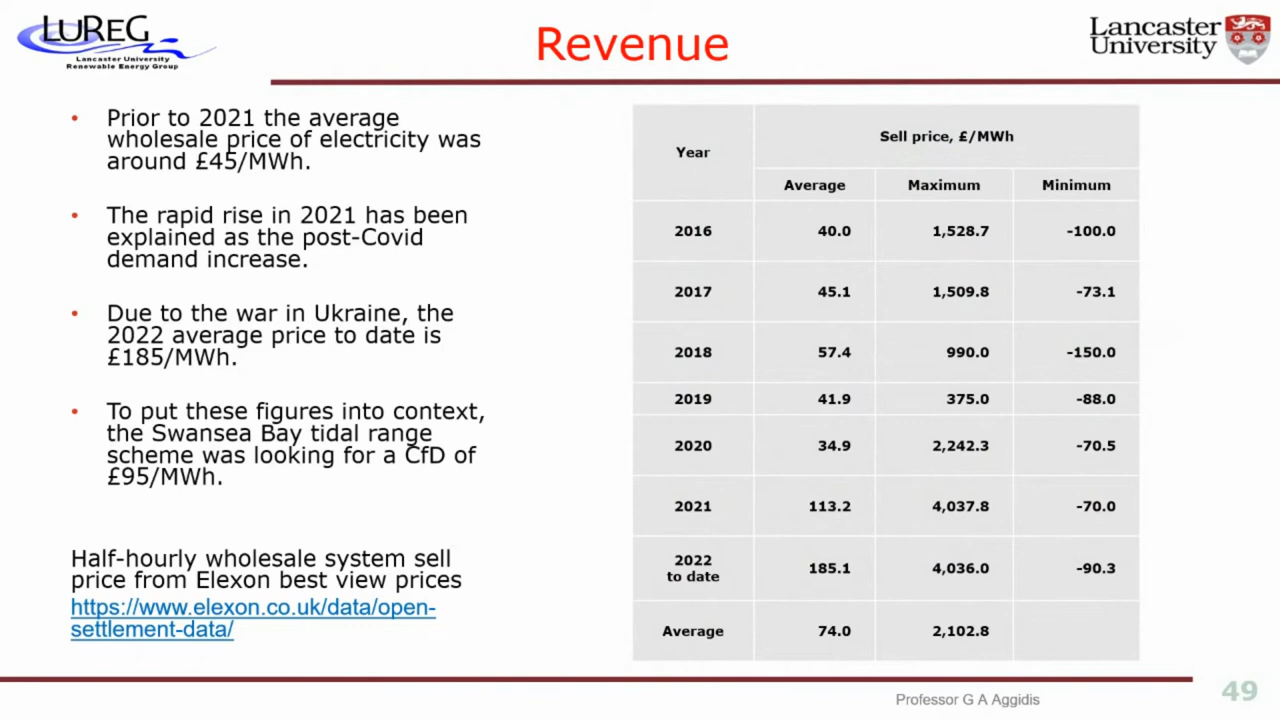 LUREG
Lancaster University
Renewable Energy Group
Revenue
Lancaster
University
• Prior to 2021 the average
wholesale price of electricity was
around £45/MWh.
• The rapid rise in 2021 has been
explained as the post-Covid
demand increase.
• Due to the war in Ukraine, the
2022 average price to date is
£185/MWh.
• To put these figures into context,
the Swansea Bay tidal range
scheme was looking for a CfD of
£95/MWh.
Half-hourly wholesale system sell
price from Elexon best view prices
https://www.elexon.co.uk/data/open-
settlement-data/
Year Sell price, £/MWh
Average Maximum Minimum
2016 40.0 1,528.7 -100.0
2017 45.1 1,509.8 -73.1
2018 57.4 990.0 -150.0
2019 41.9 375.0 -88.0
2020 34.9 2,242.3 -70.5
2021 113.2 4,037.8 -70.0
2022
to date 185.1 4,036.0 -90.3
Average 74.0 2,102.8
Professor G A Aggidis
49